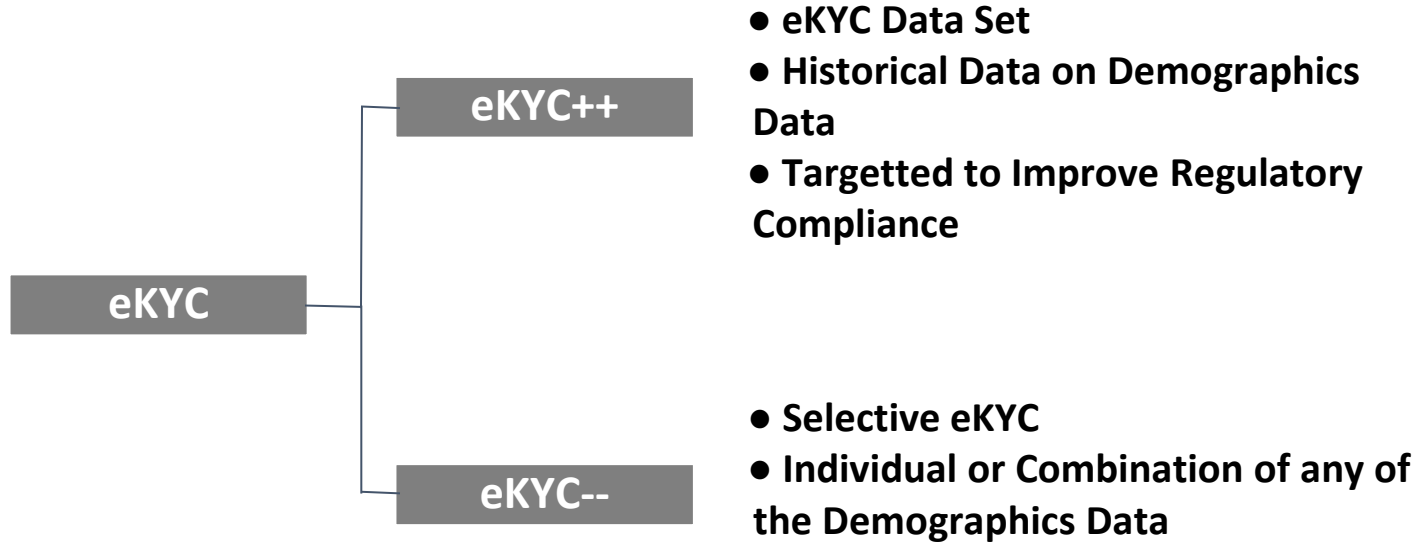 ● eKYC Data Set
eKYC++
● Historical Data on Demographics
Data
● Targetted to Improve Regulatory
Compliance
eKYC
● Selective eKYC
eKYC--
● Individual or Combination of any of
the Demographics Data